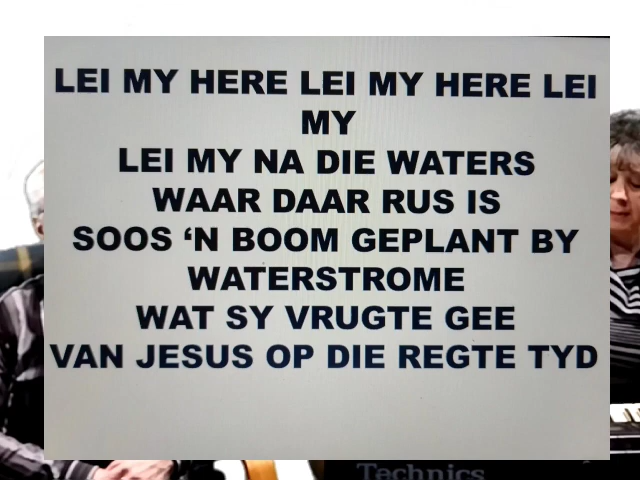 LEI MY HERE LEI MY HERE LEI
MY
LEI MY NA DIE WATERS
WAAR DAAR RUS IS
SOOS ‘N BOOM GEPLANT BY
WATERSTROME
WAT SY VRUGTE GEE
VAN JESUS OP DIE REGTE TYD
Technics